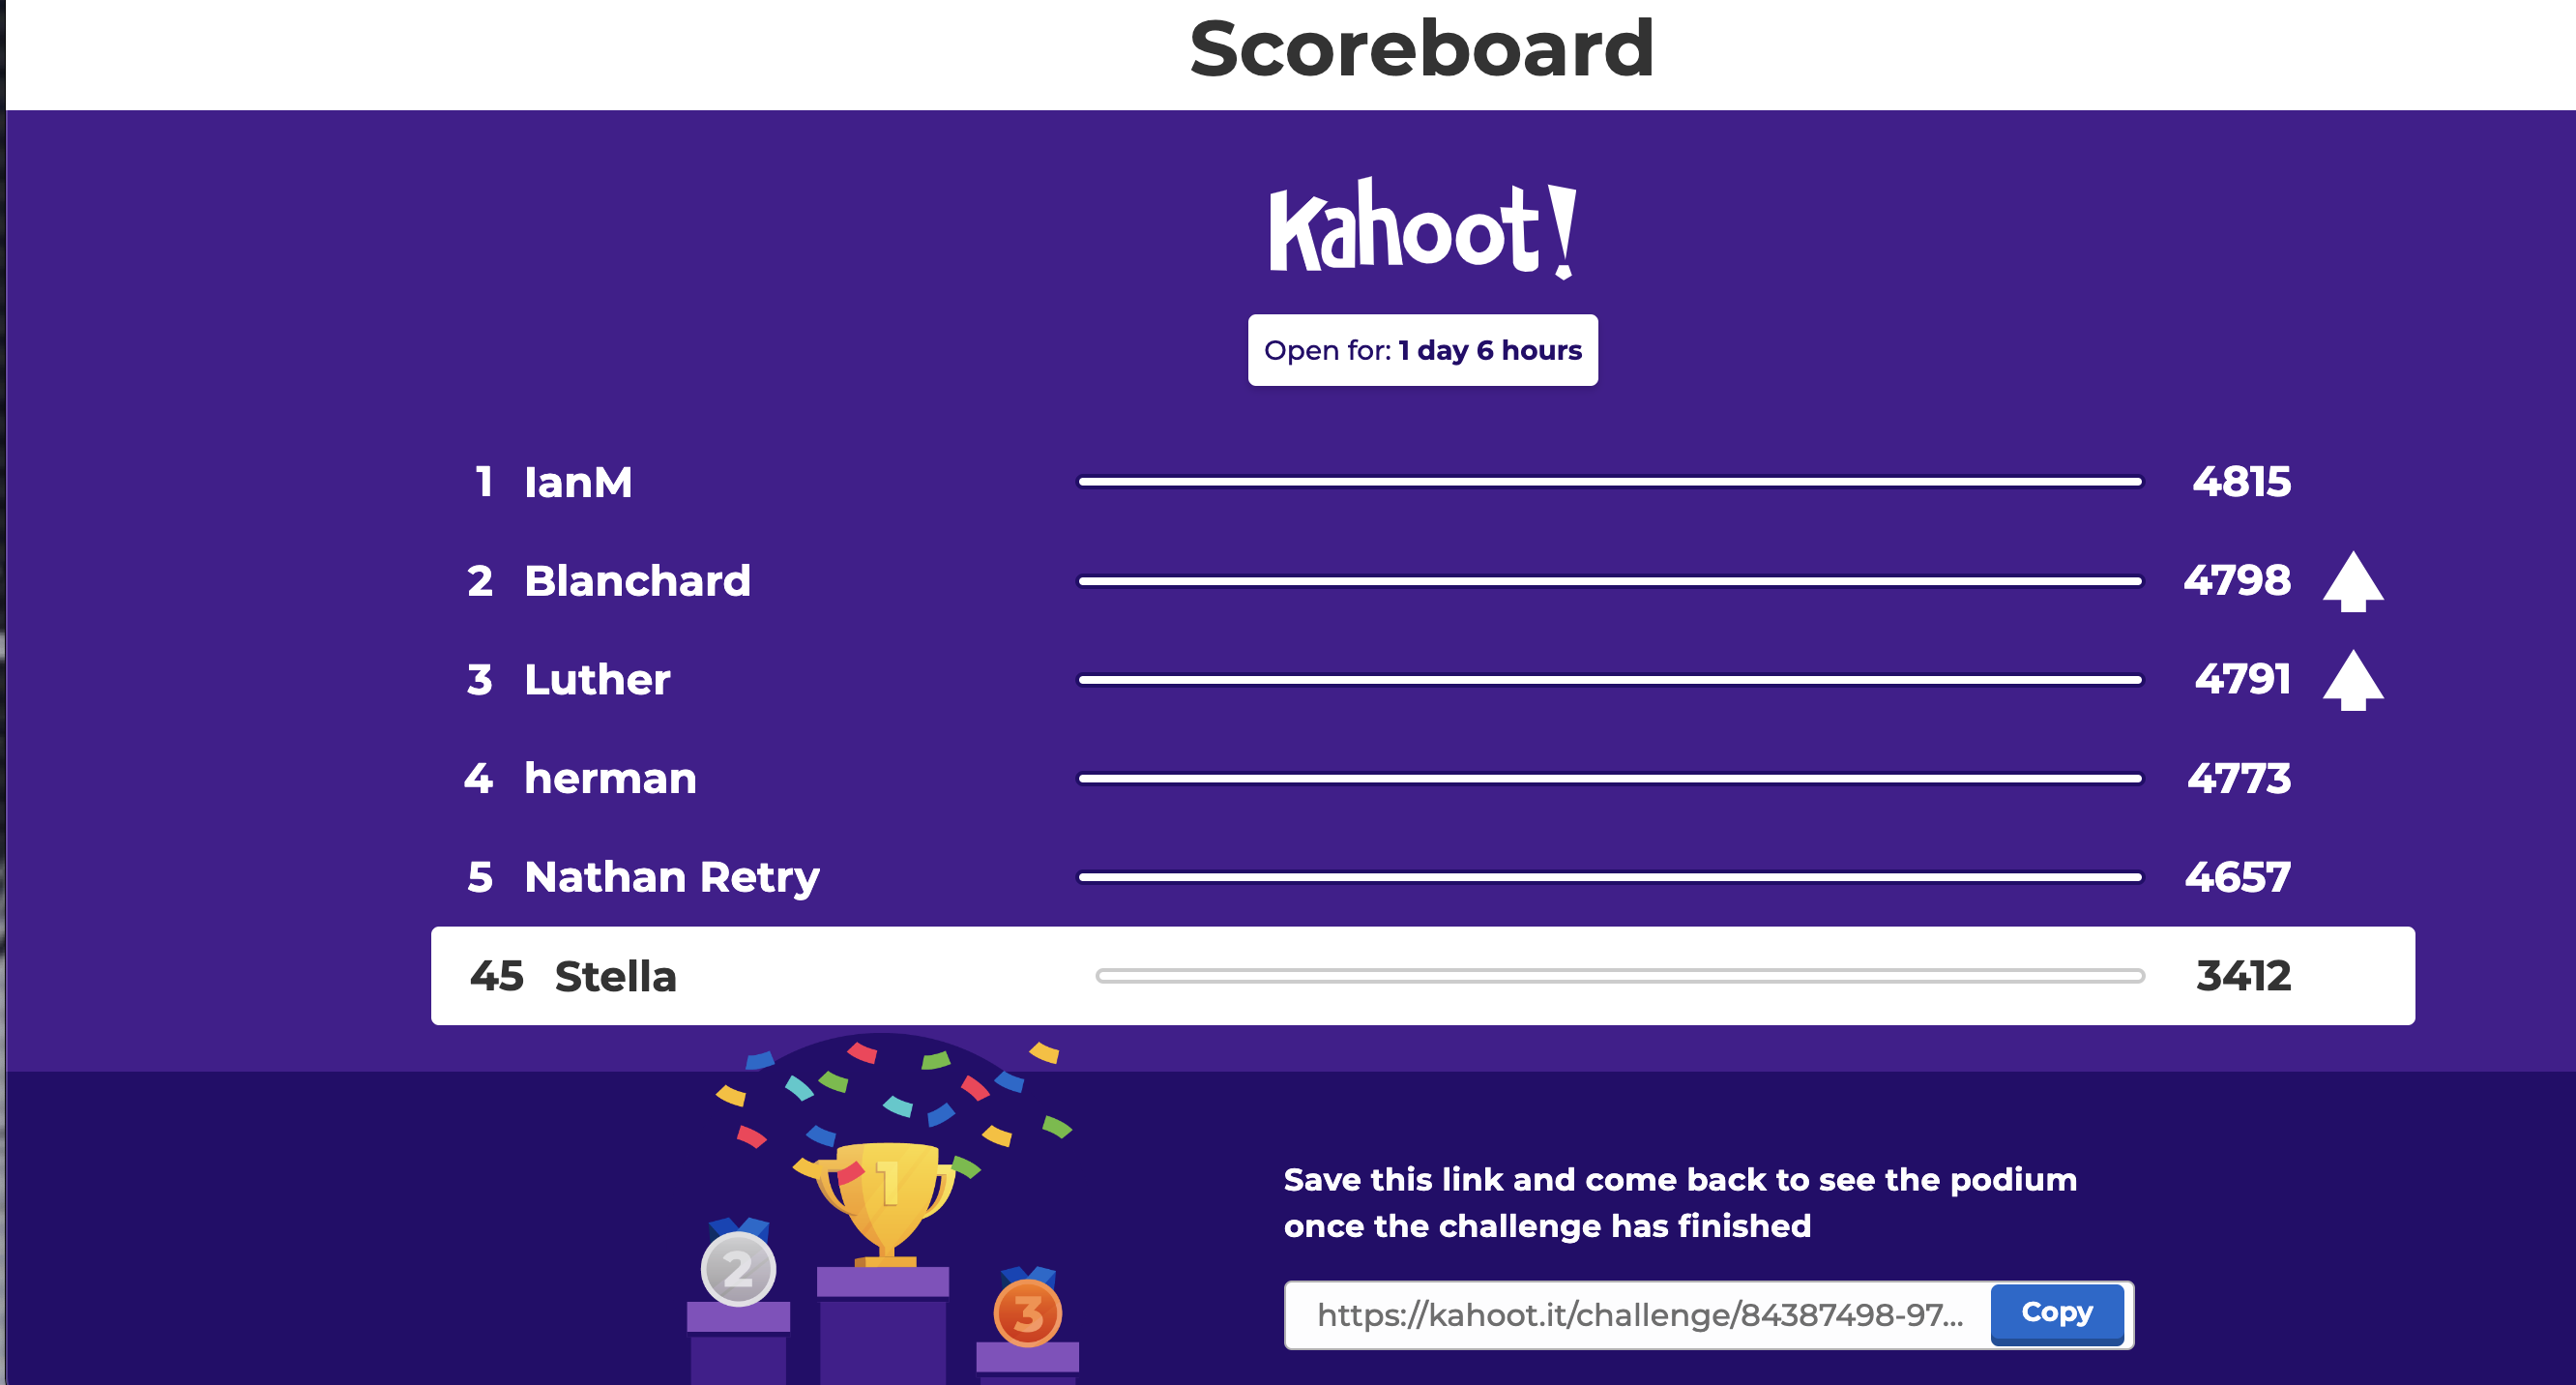 Scoreboard
Kahoot!
Open for: 1 day 6 hours
1 IanM 4815
2 Blanchard 4798
3 Luther 4791
4 herman 4773
5 Nathan Retry 4657
45 Stella 3412
1
2
3
Save this link and come back to see the podium
once the challenge has finished
https://kahoot.it/challenge/84387498-97... Copy